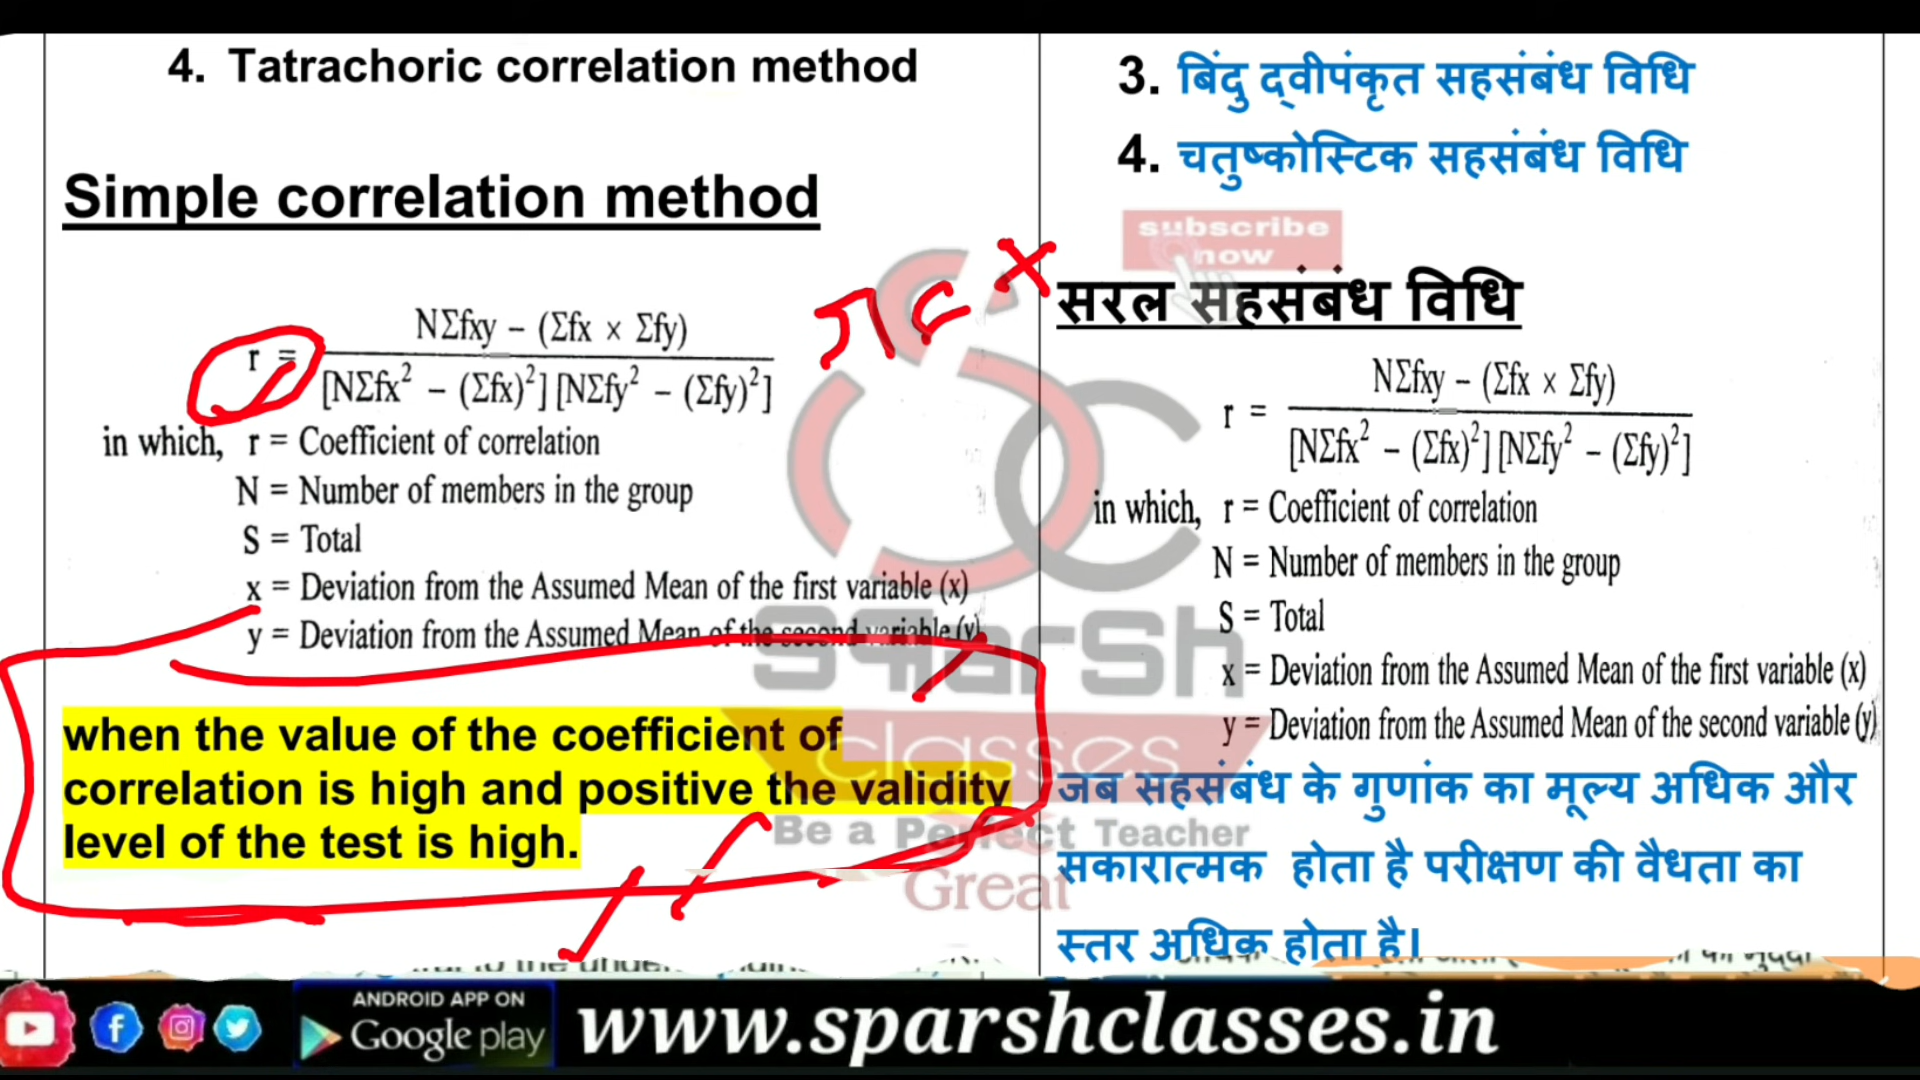 4. Tatrachoric correlation method
Simple correlation method
r = NΣfxy − (Σfx × Σfy)
[NΣfx² − (Σfx)²] [NΣfy² − (Σfy)²]
in which, r = Coefficient of correlation
N = Number of members in the group
S = Total
x = Deviation from the Assumed Mean of the first variable (x)
y = Deviation from the Assumed Mean of the second variable (y)
when the value of the coefficient of
correlation is high and positive the validity
level of the test is high.
3. बिंदु द्वीपंकृत सहसंबंध विधि
4. चतुष्कोस्टिक सहसंबंध विधि
subscribe
now
सरल सहसंबंध विधि
r = NΣfxy − (Σfx × Σfy)
[NΣfx² − (Σfx)²] [NΣfy² − (Σfy)²]
in which, r = Coefficient of correlation
N = Number of members in the group
S = Total
x = Deviation from the Assumed Mean of the first variable (x)
y = Deviation from the Assumed Mean of the second variable (y)
जब सहसंबंध के गुणांक का मूल्य अधिक और
सकारात्मक होता है परीक्षण की वैधता का
स्तर अधिक होता है।
SPARSH
classes
Be a Perfect Teacher
Great
ANDROID APP ON
Google play
www.sparshclasses.in